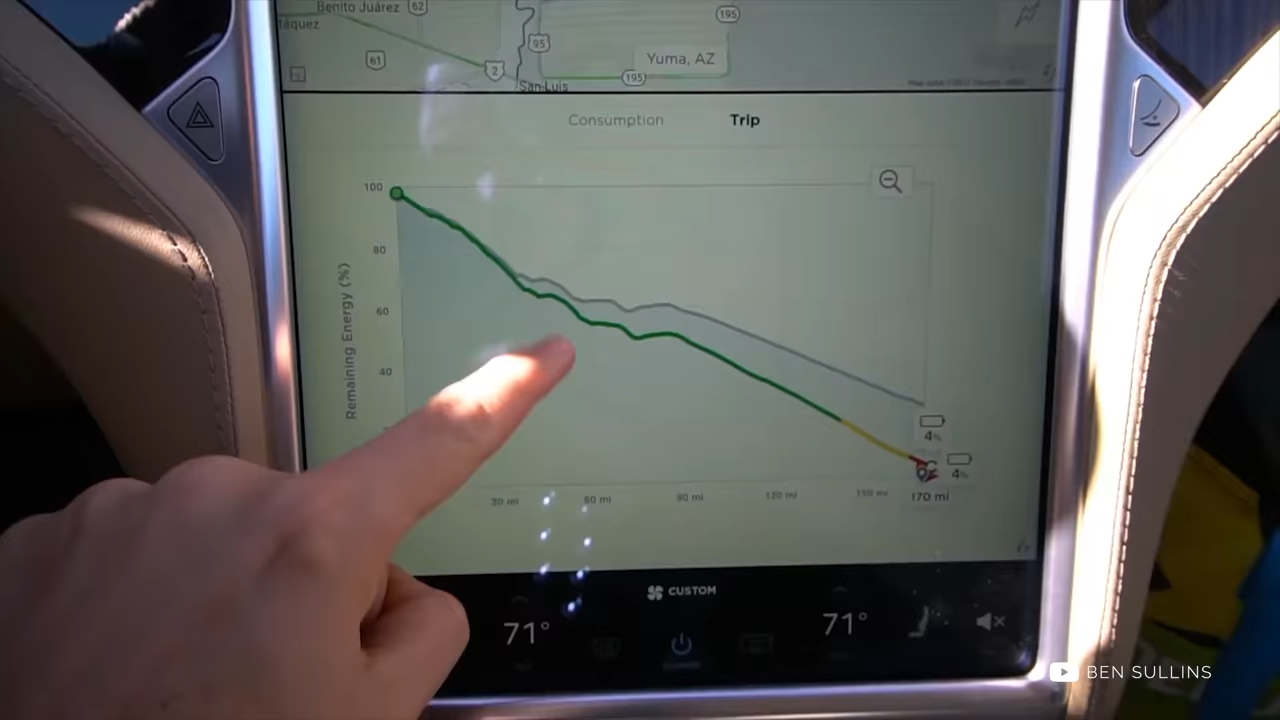 Benito Juárez
62
táquez
195
95
61
Yuma, AZ
2
195
San Luis
Consumption
Trip
100
80
60
40
Remaining Energy (%)
4%
4%
30 mi
60 mi
90 mi
120 mi
150 mi
170 mi
CUSTOM
71°
71°
BEN SULLINS